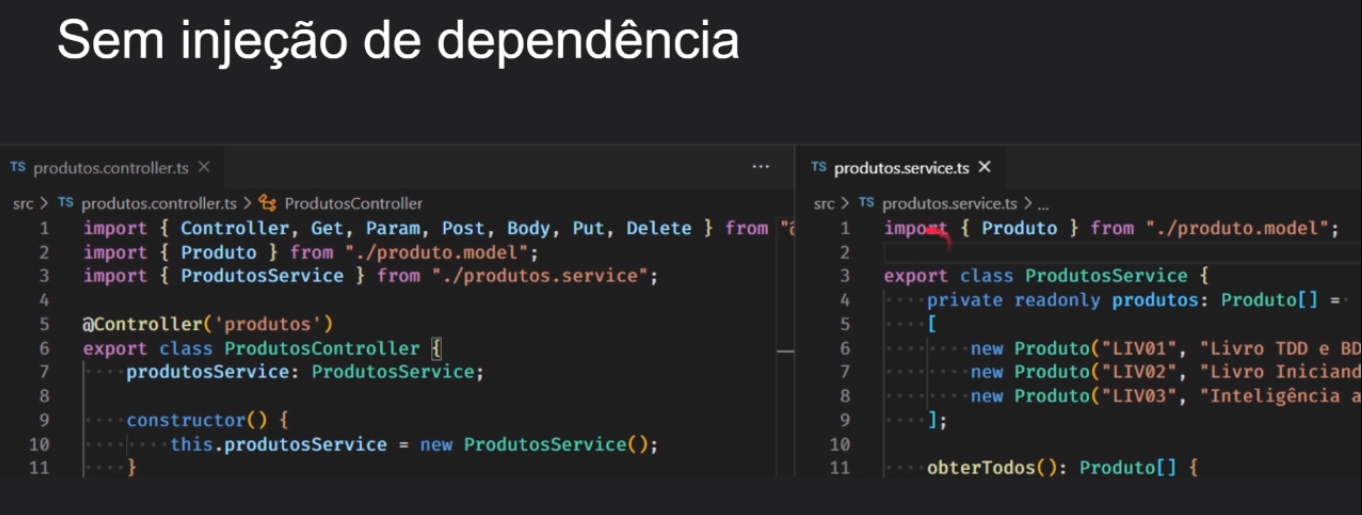 Sem injeção de dependência
TS produtos.controller.ts ×
src > TS produtos.controller.ts > ProdutosController
1 import { Controller, Get, Param, Post, Body, Put, Delete } from "
2 import { Produto } from "./produto.model";
3 import { ProdutosService } from "./produtos.service";
4
5 @Controller('produtos')
6 export class ProdutosController {
7 produtosService: ProdutosService;
8
9 constructor() {
10 this.produtosService = new ProdutosService();
11 }
TS produtos.service.ts ×
src > TS produtos.service.ts > ...
1 import { Produto } from "./produto.model";
2
3 export class ProdutosService {
4 private readonly produtos: Produto[] =
5 [
6 new Produto("LIV01", "Livro TDD e BD
7 new Produto("LIV02", "Livro Iniciand
8 new Produto("LIV03", "Inteligência a
9 ];
10
11 obterTodos(): Produto[] {